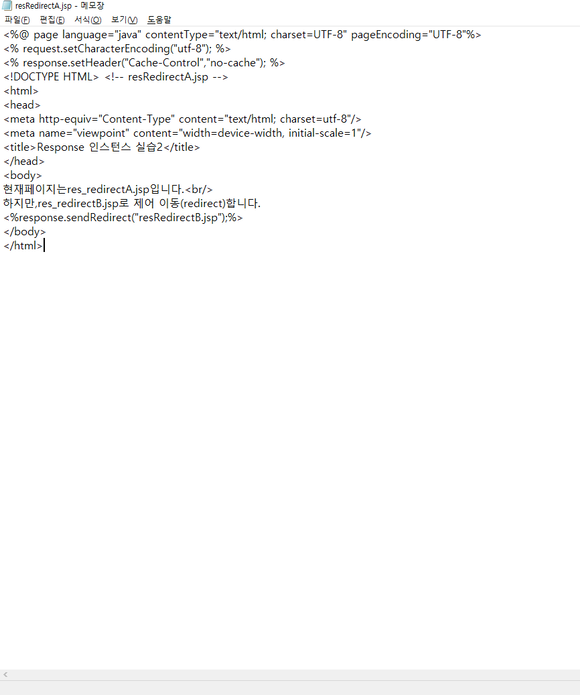 resRedirectA.jsp - 메모장
파일(F) 편집(E) 서식(O) 보기(V) 도움말
<%@ page language="java" contentType="text/html; charset=UTF-8" pageEncoding="UTF-8"%>
<% request.setCharacterEncoding("utf-8"); %>
<% response.setHeader("Cache-Control","no-cache"); %>
<!DOCTYPE HTML> <!-- resRedirectA.jsp -->
<html>
<head>
<meta http-equiv="Content-Type" content="text/html; charset=utf-8"/>
<meta name="viewpoint" content="width=device-width, initial-scale=1"/>
<title>Response 인스턴스 실습2</title>
</head>
<body>
현재페이지는res_redirectA.jsp입니다.<br/>
하지만,res_redirectB.jsp로 제어 이동(redirect)합니다.
<%response.sendRedirect("resRedirectB.jsp");%>
</body>
</html>